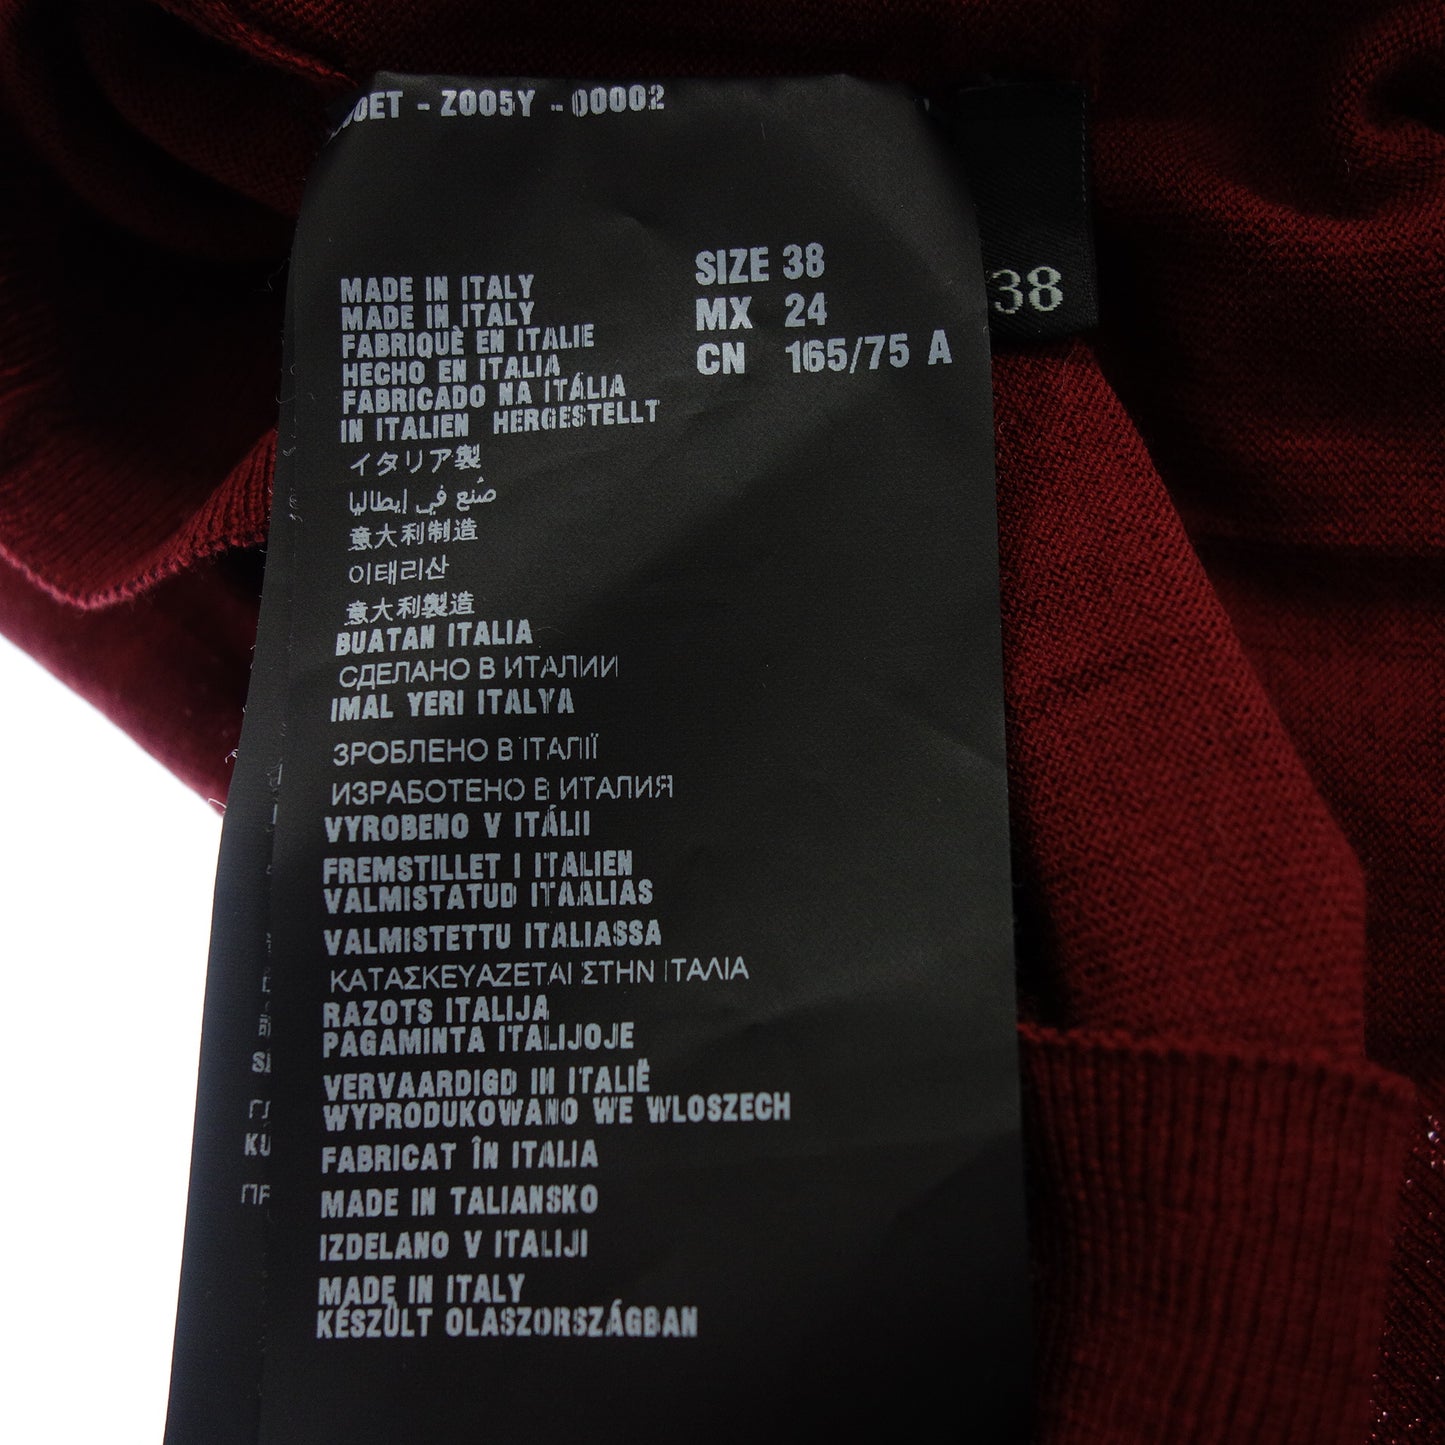 Z005Y - 00002
SIZE 38
MX 24
CN 165/75 A
38
MADE IN ITALY
MADE IN ITALY
FABRIQUÈ EN ITALIE
HECHO EN ITALIA
FABRICADO NA ITÁLIA
IN ITALIEN HERGESTELLT
イタリア製
صُنع في إيطاليا
意大利制造
이태리산
意大利製造
BUATAN ITALIA
СДЕЛАНО В ИТАЛИИ
IMAL YERI ITALYA
ЗРОБЛЕНО В ІТАЛІЇ
ИЗРАБОТЕНО В ИТАЛИЯ
VYROBENO V ITÁLII
FREMSTILLET I ITALIEN
VALMISTATUD ITAALIAS
VALMISTETTU ITALIASSA
ΚΑΤΑΣΚΕΥΑΖΕΤΑΙ ΣΤΗΝ ΙΤΑΛΙΑ
RAZOTS ITALIJA
PAGAMINTA ITALIJOJE
VERVAARDIGD IN ITALIË
WYPRODUKOWANO WE WLOSZECH
FABRICAT ÎN ITALIA
MADE IN TALIANSKO
IZDELANO V ITALIJI
MADE IN ITALY
KÉSZÜLT OLASZORSZÁGBAN